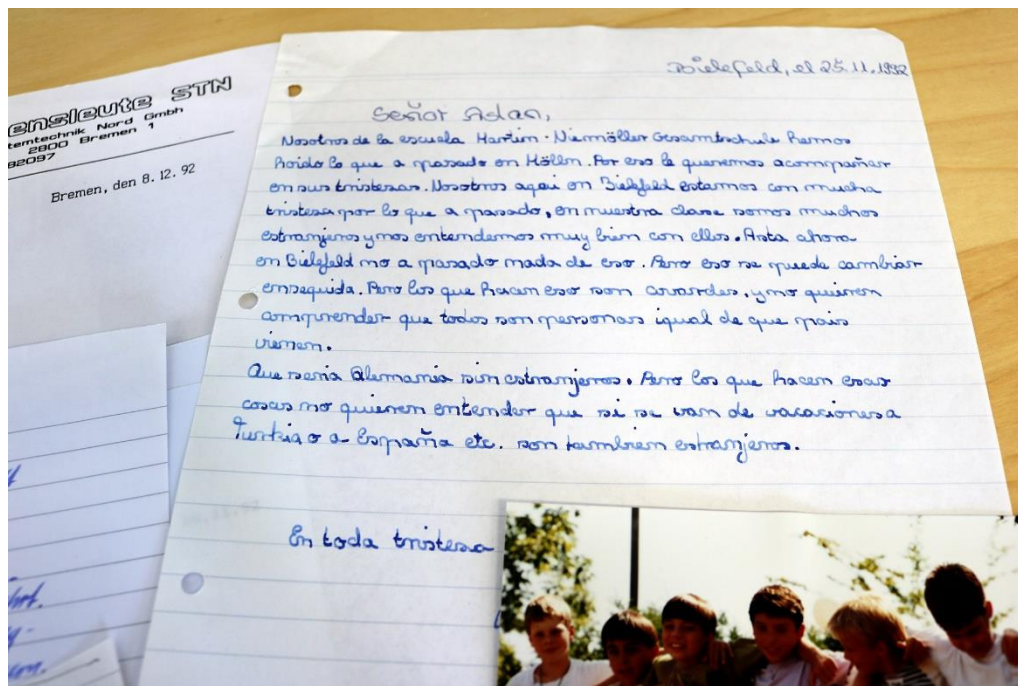 ensleute STN
temtechnik Nord Gmbh
2800 Bremen 1
82097
Bremen, den 8. 12. 92
Bielefeld, el 25.11.1992
Señor Aslan,
Nosotros de la escuela Martin-Niemöller Gesamtschule hemos
hoido lo que a pasado en Mölln. Por eso le queremos acompañar
en sus tristesas. Nosotros aqui en Bielefeld estamos con mucha
tristesa por lo que a pasado, en nuestra clase somos muchos
estranjeros y nos entendemos muy bien con ellos. Asta ahora
en Bielefeld no a pasado nada de eso. Pero eso se puede cambiar
enseguida. Pero los que hacen eso son covardes, y no quieren
comprender que todos son personas igual de que pais
vienen.
Que seria Alemania sin estranjeros. Pero los que hacen esas
cosas no quieren entender que si se van de vacaciones a
Turkia o a España etc. son tambien estranjeros.
En toda tristesa